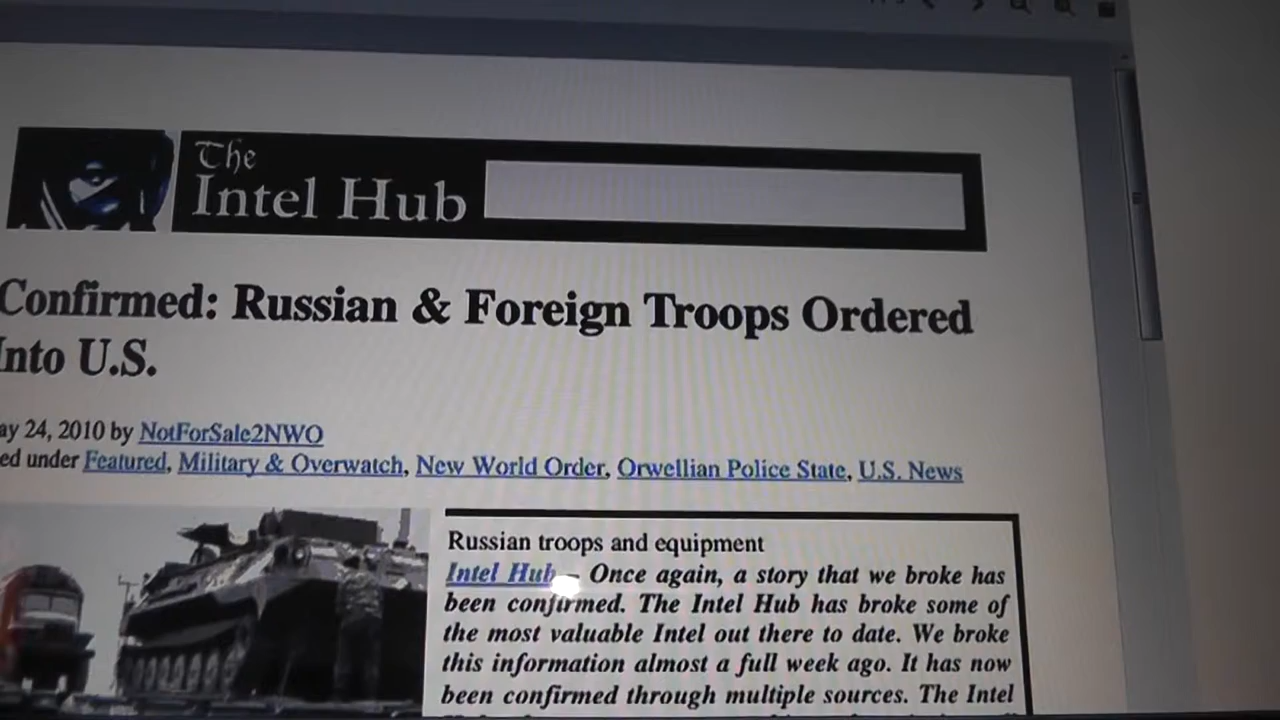 The
Intel Hub
Confirmed: Russian & Foreign Troops Ordered
Into U.S.
ay 24, 2010 by NotForSale2NWO
ed under Featured, Military & Overwatch, New World Order, Orwellian Police State, U.S. News
Russian troops and equipment
Intel Hub – Once again, a story that we broke has
been confirmed. The Intel Hub has broke some of
the most valuable Intel out there to date. We broke
this information almost a full week ago. It has now
been confirmed through multiple sources. The Intel